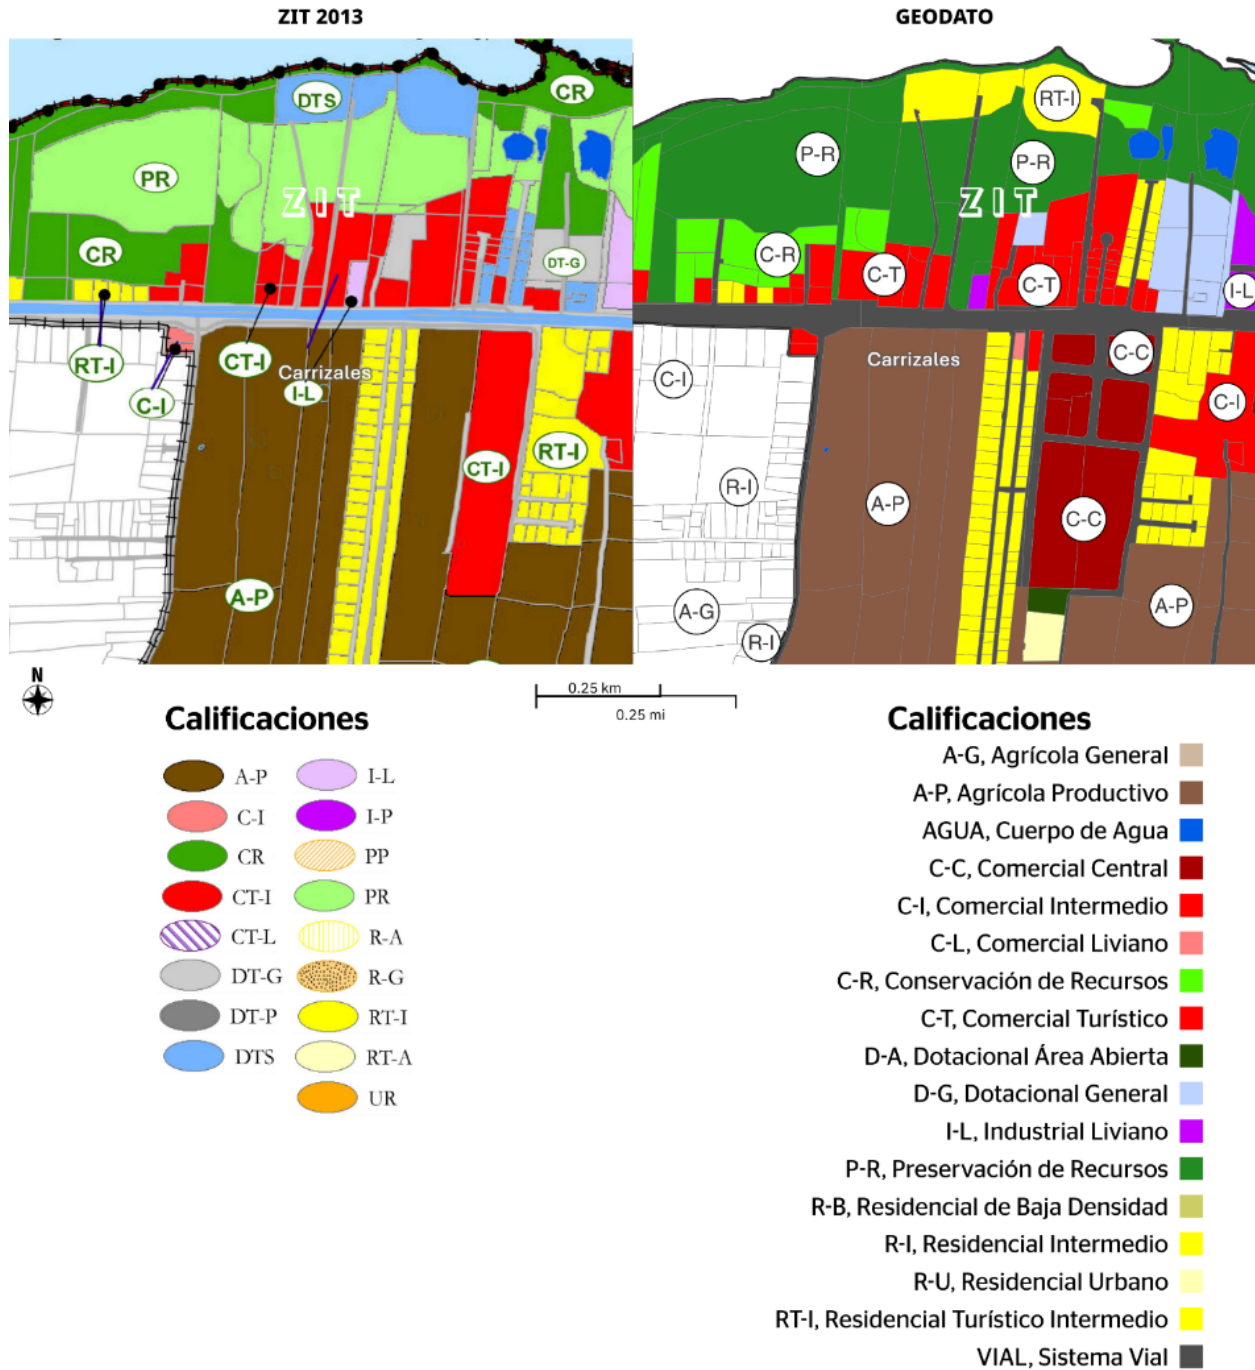 ZIT 2013
GEODATO
DTS
CR
PR
ZIT
CR
DT-G
RT-I
CT-I
C-I
Carrizales
I-L
CT-I
RT-I
A-P
RT-I
P-R
P-R
ZIT
C-R
C-T
C-T
I-L
C-C
Carrizales
C-I
C-I
R-I
A-P
C-C
A-G
R-I
A-P
N
0.25 km
0.25 mi
Calificaciones
A-P
C-I
CR
CT-I
CT-L
DT-G
DT-P
DTS
I-L
I-P
PP
PR
R-A
R-G
RT-I
RT-A
UR
Calificaciones
A-G, Agrícola General
A-P, Agrícola Productivo
AGUA, Cuerpo de Agua
C-C, Comercial Central
C-I, Comercial Intermedio
C-L, Comercial Liviano
C-R, Conservación de Recursos
C-T, Comercial Turístico
D-A, Dotacional Área Abierta
D-G, Dotacional General
I-L, Industrial Liviano
P-R, Preservación de Recursos
R-B, Residencial de Baja Densidad
R-I, Residencial Intermedio
R-U, Residencial Urbano
RT-I, Residencial Turístico Intermedio
VIAL, Sistema Vial